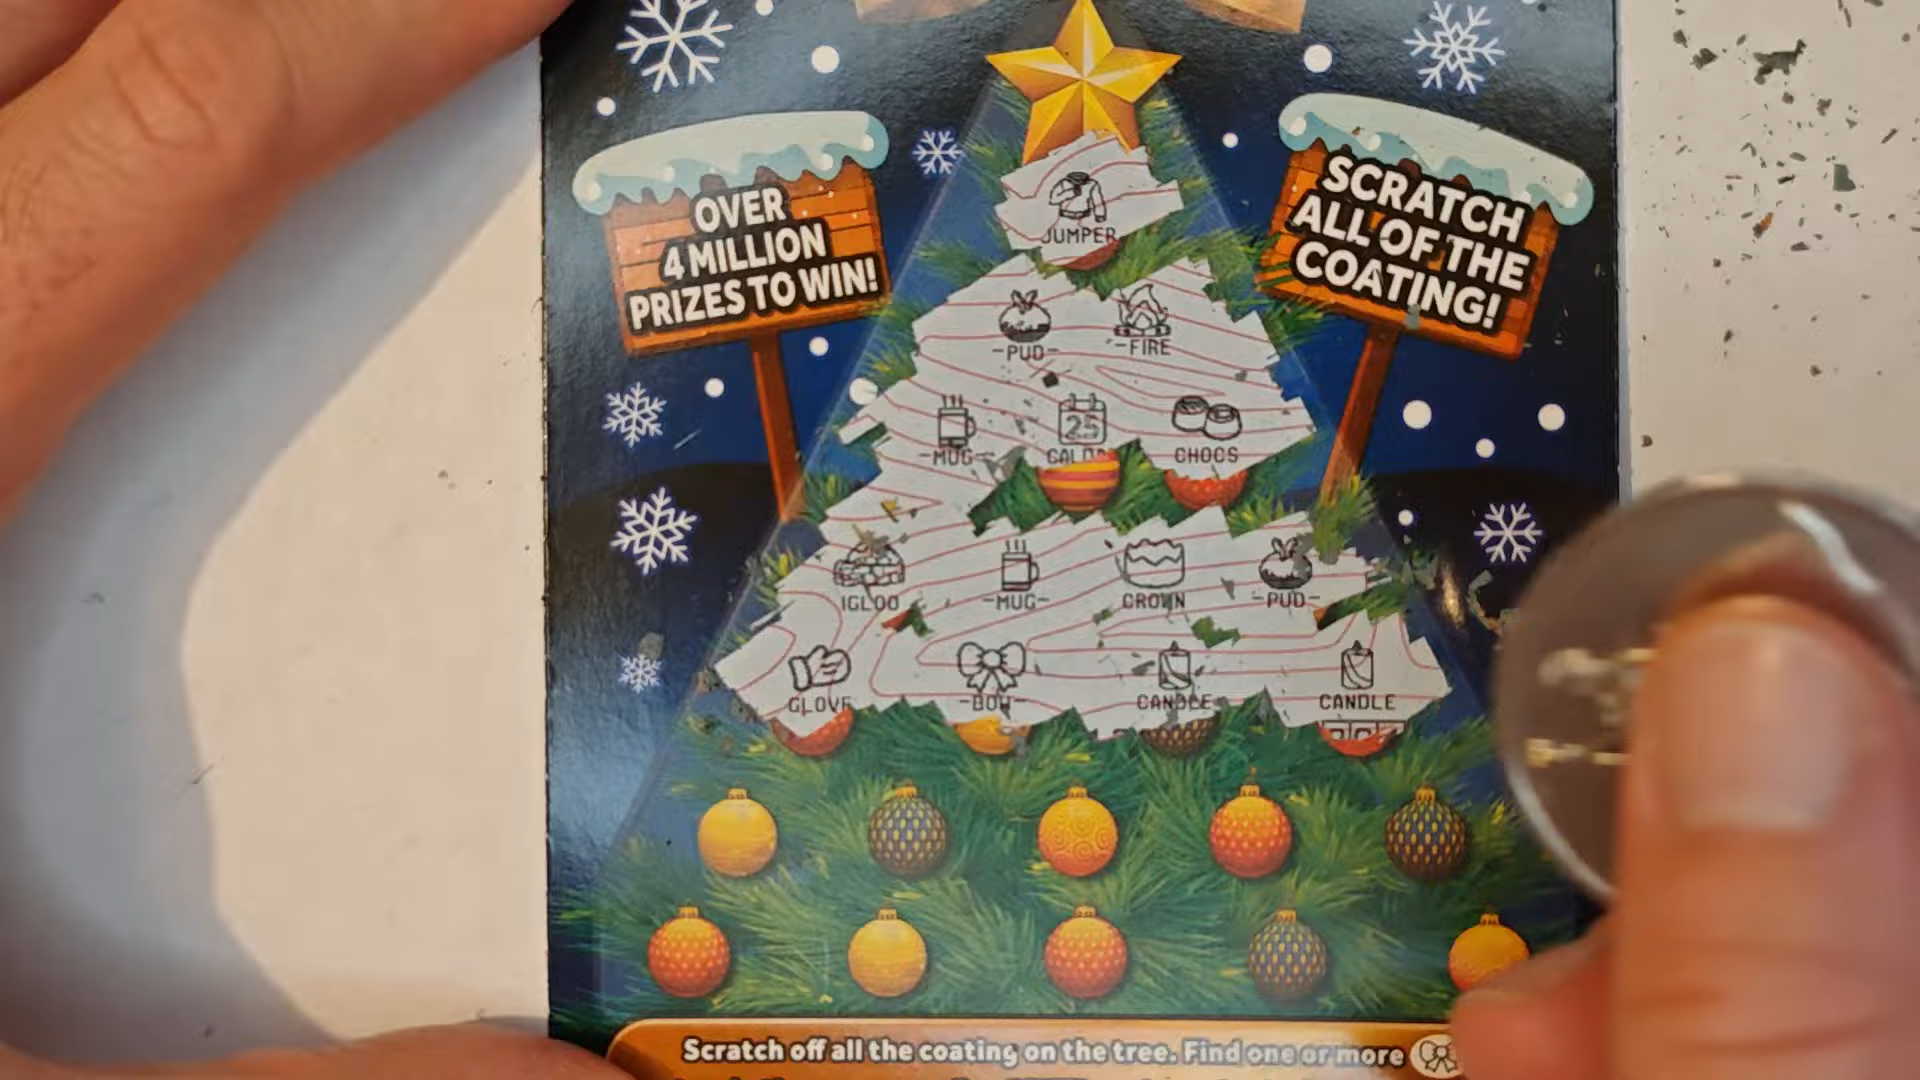 OVER
4 MILLION
PRIZES TO WIN!
SCRATCH
ALL OF THE
COATING!
JUMPER
-PUD- -FIRE
-MUG- 25 CHOCS
IGLOO -MUG- CROWN -PUD-
GLOVE -BOW- CANDLE CANDLE
Scratch off all the coating on the tree. Find one or more